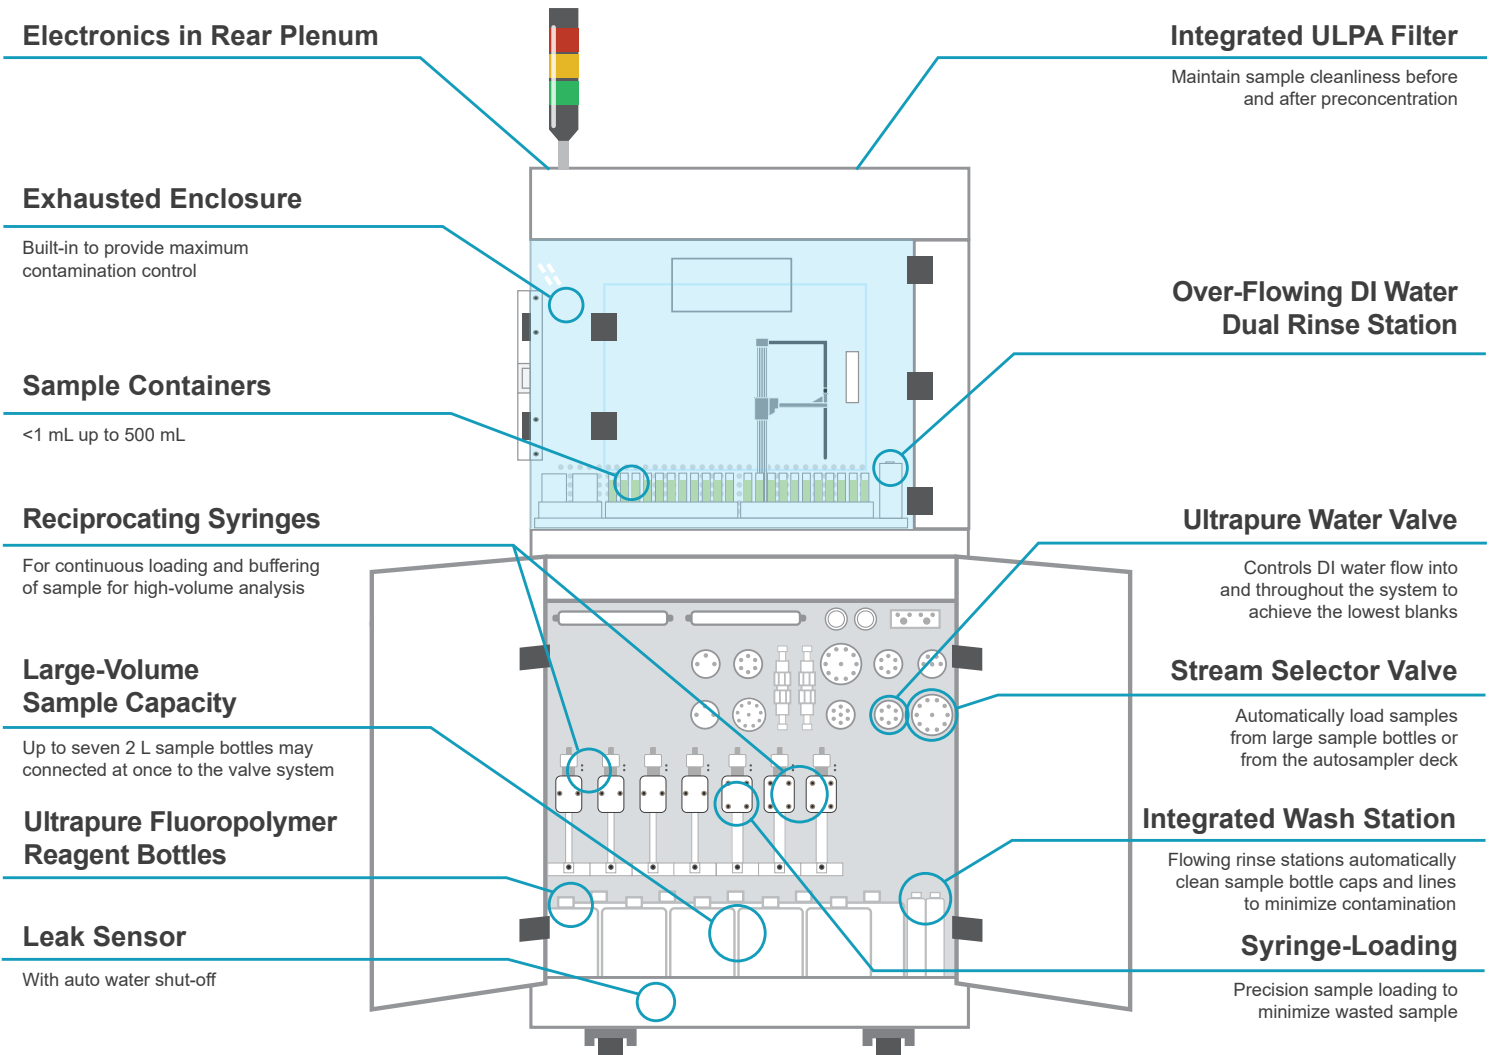 Electronics in Rear Plenum
Exhausted Enclosure
Built-in to provide maximum
contamination control
Sample Containers
<1 mL up to 500 mL
Reciprocating Syringes
For continuous loading and buffering
of sample for high-volume analysis
Large-Volume
Sample Capacity
Up to seven 2 L sample bottles may
connected at once to the valve system
Ultrapure Fluoropolymer
Reagent Bottles
Leak Sensor
With auto water shut-off
Integrated ULPA Filter
Maintain sample cleanliness before
and after preconcentration
Over-Flowing DI Water
Dual Rinse Station
Ultrapure Water Valve
Controls DI water flow into
and throughout the system to
achieve the lowest blanks
Stream Selector Valve
Automatically load samples
from large sample bottles or
from the autosampler deck
Integrated Wash Station
Flowing rinse stations automatically
clean sample bottle caps and lines
to minimize contamination
Syringe-Loading
Precision sample loading to
minimize wasted sample